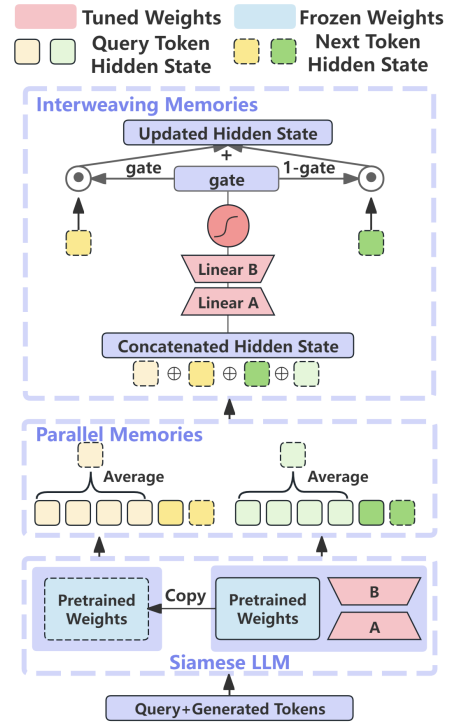 Tuned Weights
Frozen Weights
Query Token
Hidden State
Next Token
Hidden State
Interweaving Memories
Updated Hidden State
+
gate
gate
1-gate
Linear B
Linear A
Concatenated Hidden State
⊕ ⊕ ⊕
Parallel Memories
Average
Average
Pretrained
Weights
Copy
Pretrained
Weights
B
A
Siamese LLM
Query+Generated Tokens